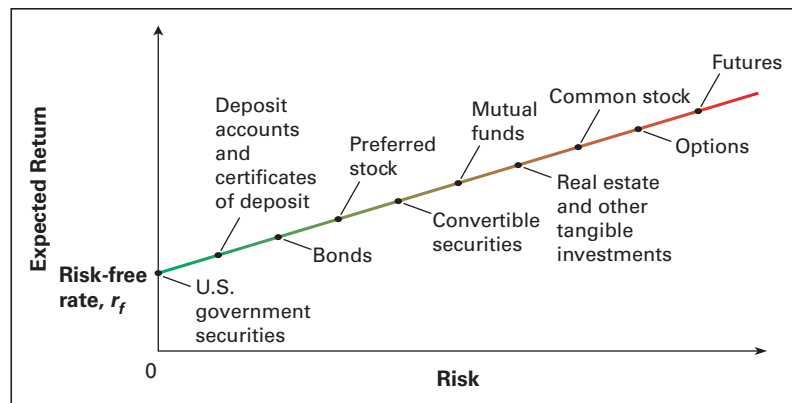 Expected Return
Futures
Common stock
Mutual
funds
Deposit
accounts
and
certificates
of deposit
Preferred
stock
Options
Real estate
and other
tangible
investments
Convertible
securities
Bonds
Risk-free
rate, r_f
U.S.
government
securities
0
Risk